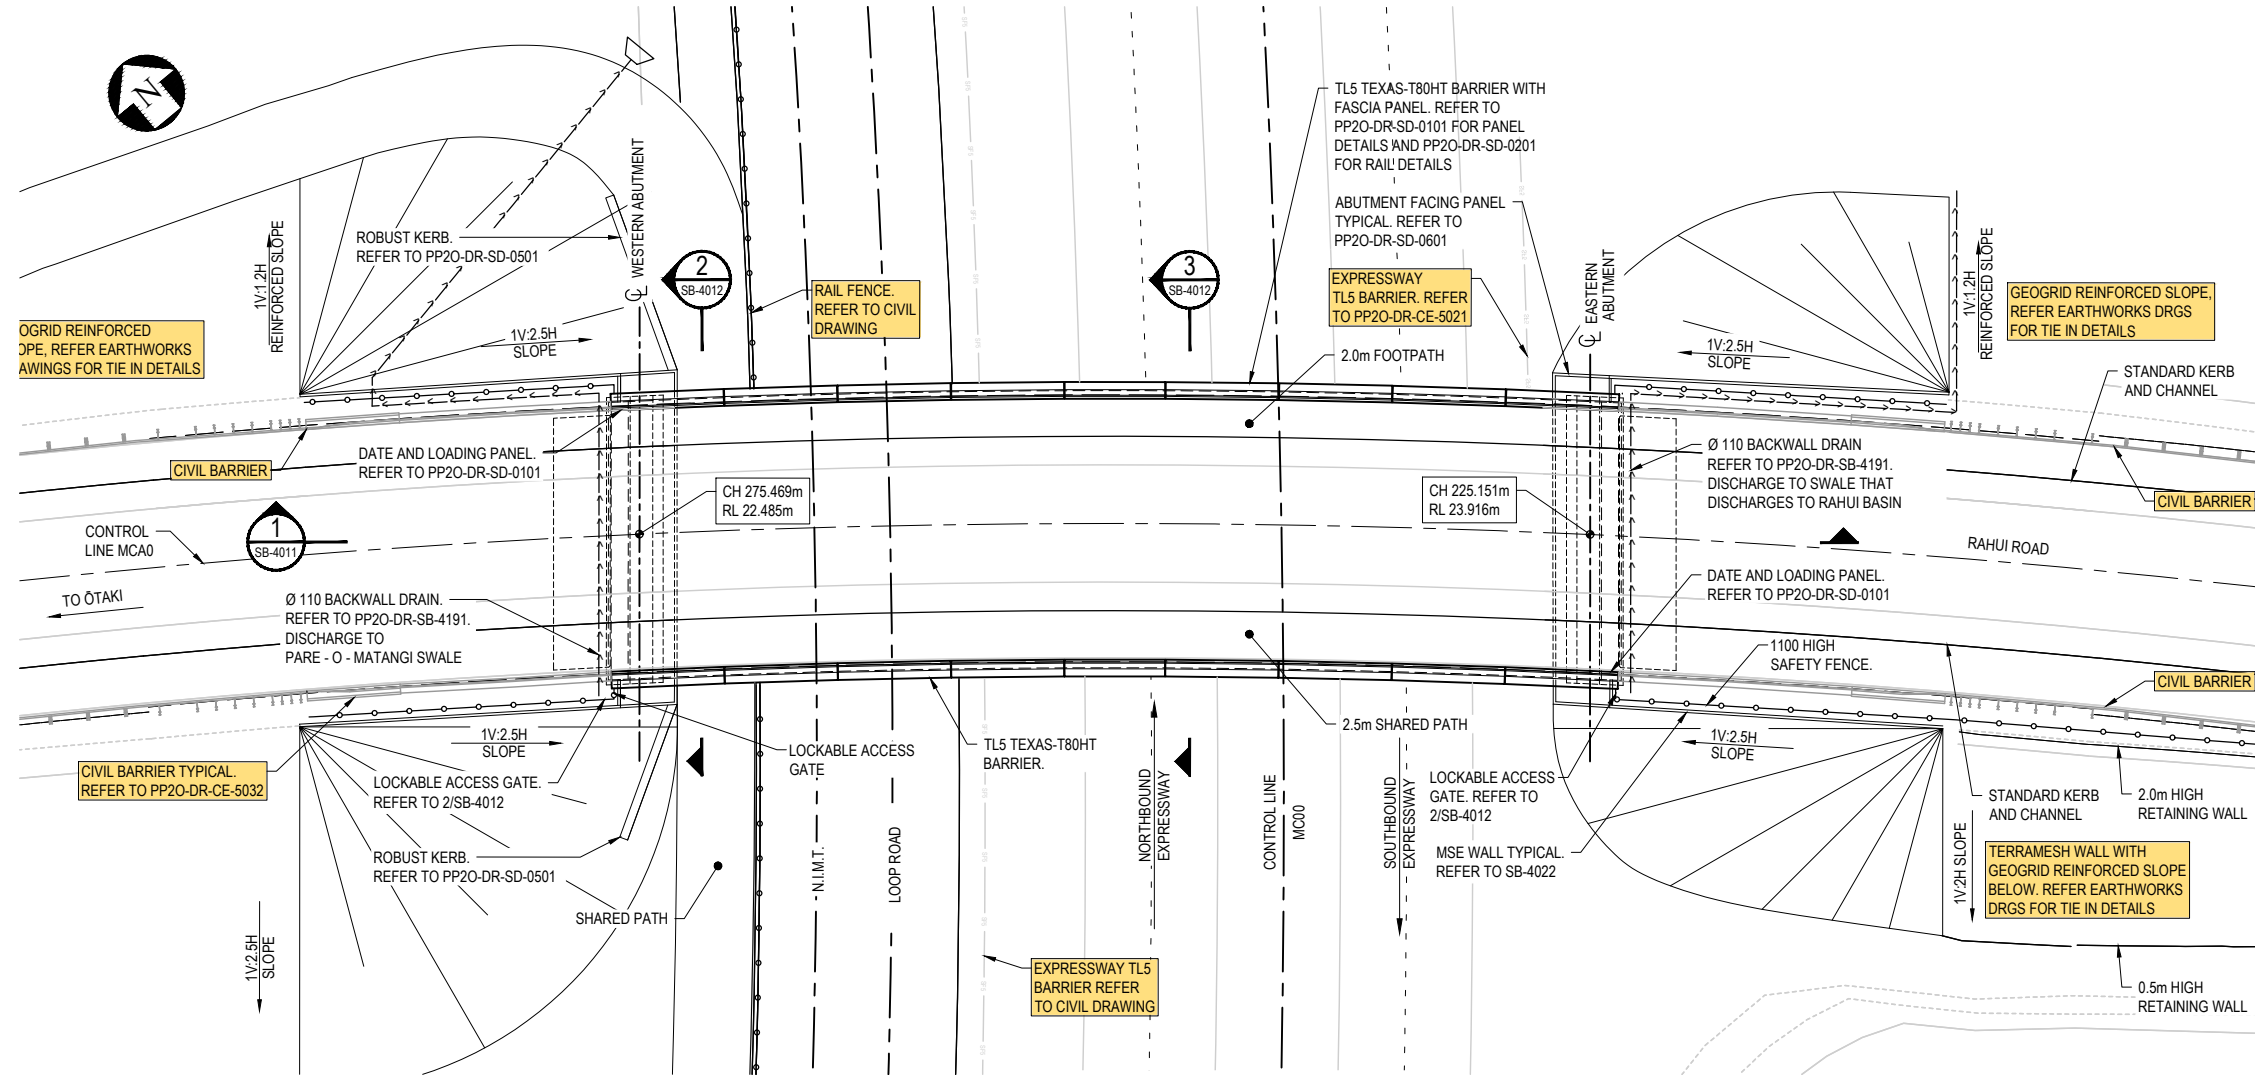 N
TL5 TEXAS-T80HT BARRIER WITH
FASCIA PANEL. REFER TO
PP2O-DR-SD-0101 FOR PANEL
DETAILS AND PP2O-DR-SD-0201
FOR RAIL DETAILS
ABUTMENT FACING PANEL
TYPICAL. REFER TO
PP2O-DR-SD-0601
EXPRESSWAY
TL5 BARRIER. REFER
TO PP2O-DR-CE-5021
2.0m FOOTPATH
℄ WESTERN ABUTMENT
℄ EASTERN
ABUTMENT
ROBUST KERB.
REFER TO PP2O-DR-SD-0501
1V:1.2H
REINFORCED SLOPE
1V:2.5H
SLOPE
2
SB-4012
3
SB-4012
RAIL FENCE.
REFER TO CIVIL
DRAWING
OGRID REINFORCED
OPE, REFER EARTHWORKS
AWINGS FOR TIE IN DETAILS
1V:1.2H
REINFORCED SLOPE
GEOGRID REINFORCED SLOPE,
REFER EARTHWORKS DRGS
FOR TIE IN DETAILS
1V:2.5H
SLOPE
STANDARD KERB
AND CHANNEL
CIVIL BARRIER
DATE AND LOADING PANEL.
REFER TO PP2O-DR-SD-0101
CH 275.469m
RL 22.485m
CH 225.151m
RL 23.916m
Ø 110 BACKWALL DRAIN
REFER TO PP2O-DR-SB-4191.
DISCHARGE TO SWALE THAT
DISCHARGES TO RAHUI BASIN
CIVIL BARRIER
CONTROL
LINE MCA0
1
SB-4011
RAHUI ROAD
TO ŌTAKI
Ø 110 BACKWALL DRAIN.
REFER TO PP2O-DR-SB-4191.
DISCHARGE TO
PARE - O - MATANGI SWALE
DATE AND LOADING PANEL.
REFER TO PP2O-DR-SD-0101
1100 HIGH
SAFETY FENCE.
CIVIL BARRIER
1V:2.5H
SLOPE
LOCKABLE ACCESS
GATE
TL5 TEXAS-T80HT
BARRIER.
2.5m SHARED PATH
1V:2.5H
SLOPE
CIVIL BARRIER TYPICAL.
REFER TO PP2O-DR-CE-5032
LOCKABLE ACCESS GATE.
REFER TO 2/SB-4012
LOCKABLE ACCESS
GATE. REFER TO
2/SB-4012
STANDARD KERB
AND CHANNEL
2.0m HIGH
RETAINING WALL
ROBUST KERB.
REFER TO PP2O-DR-SD-0501
MSE WALL TYPICAL.
REFER TO SB-4022
TERRAMESH WALL WITH
GEOGRID REINFORCED SLOPE
BELOW. REFER EARTHWORKS
DRGS FOR TIE IN DETAILS
SHARED PATH
N.I.M.T.
LOOP ROAD
NORTHBOUND
EXPRESSWAY
CONTROL LINE
MC00
SOUTHBOUND
EXPRESSWAY
1V:2H SLOPE
1V:2.5H
SLOPE
EXPRESSWAY TL5
BARRIER REFER
TO CIVIL DRAWING
0.5m HIGH
RETAINING WALL